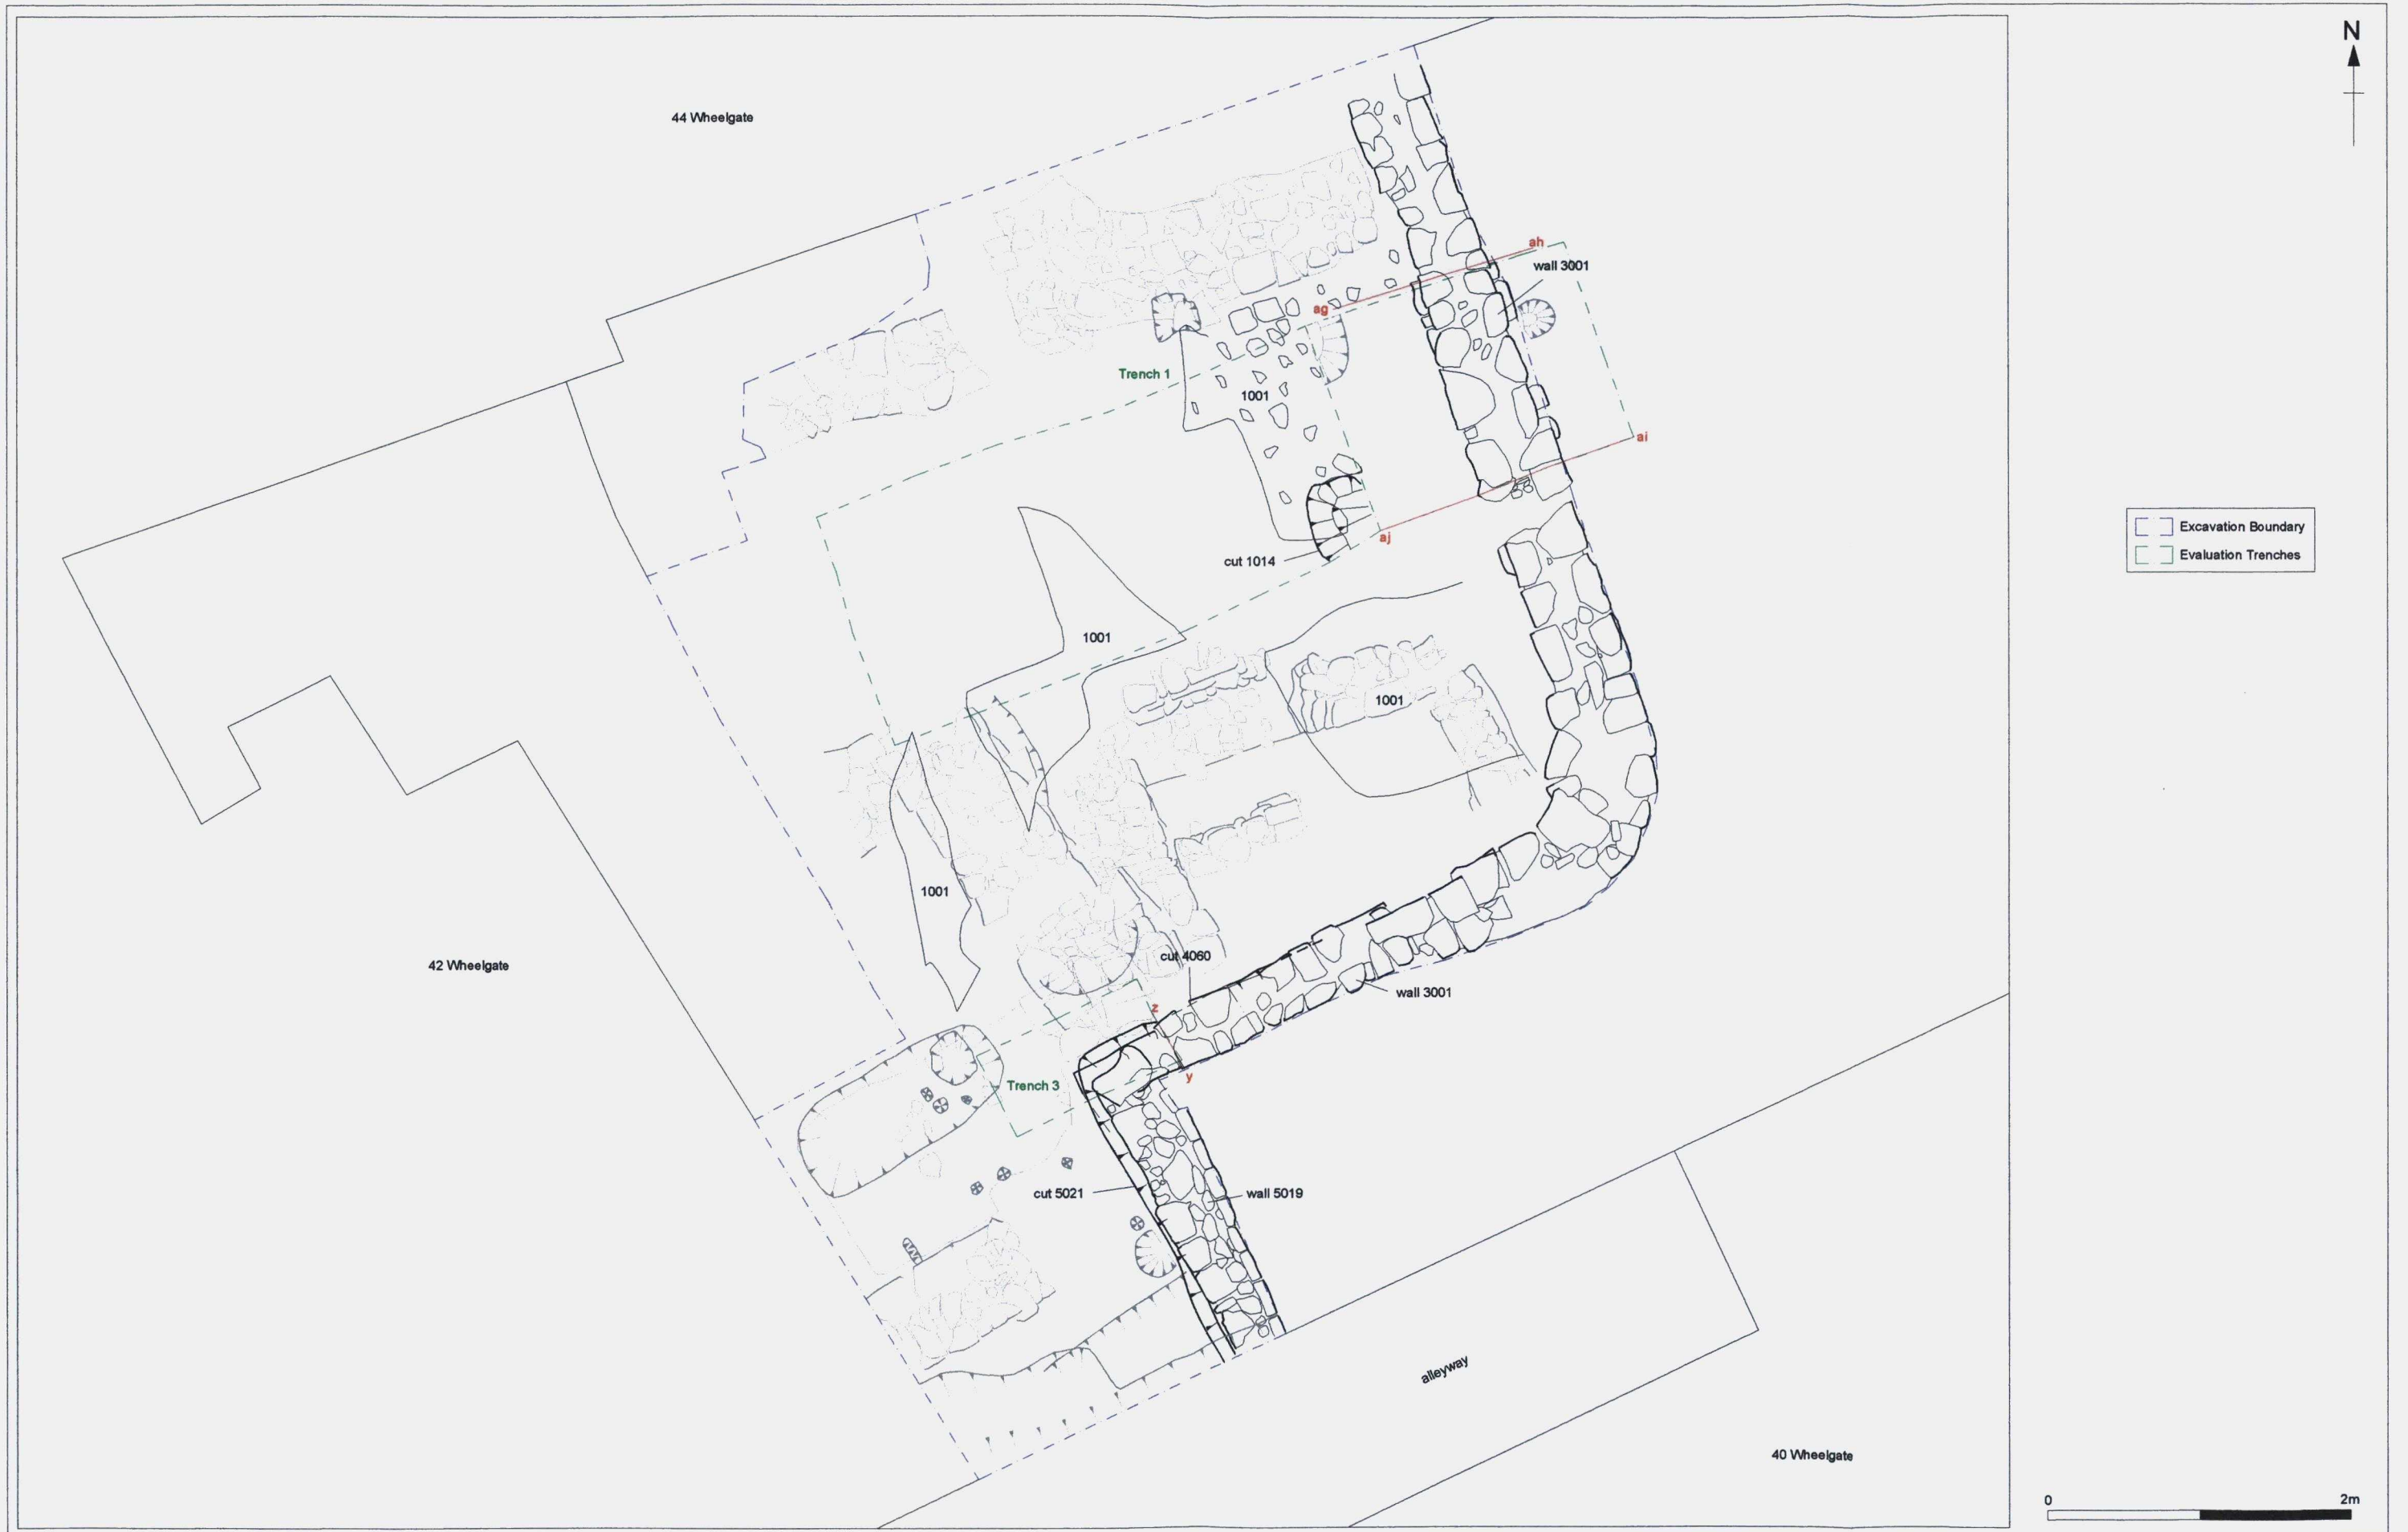 N
44 Wheelgate
ah
wall 3001
ag
Trench 1
1001
ai
aj
cut 1014
Excavation Boundary
Evaluation Trenches
1001
1001
1001
42 Wheelgate
cut 4060
wall 3001
z
y
Trench 3
cut 5021
wall 5019
alleyway
40 Wheelgate
0 2m